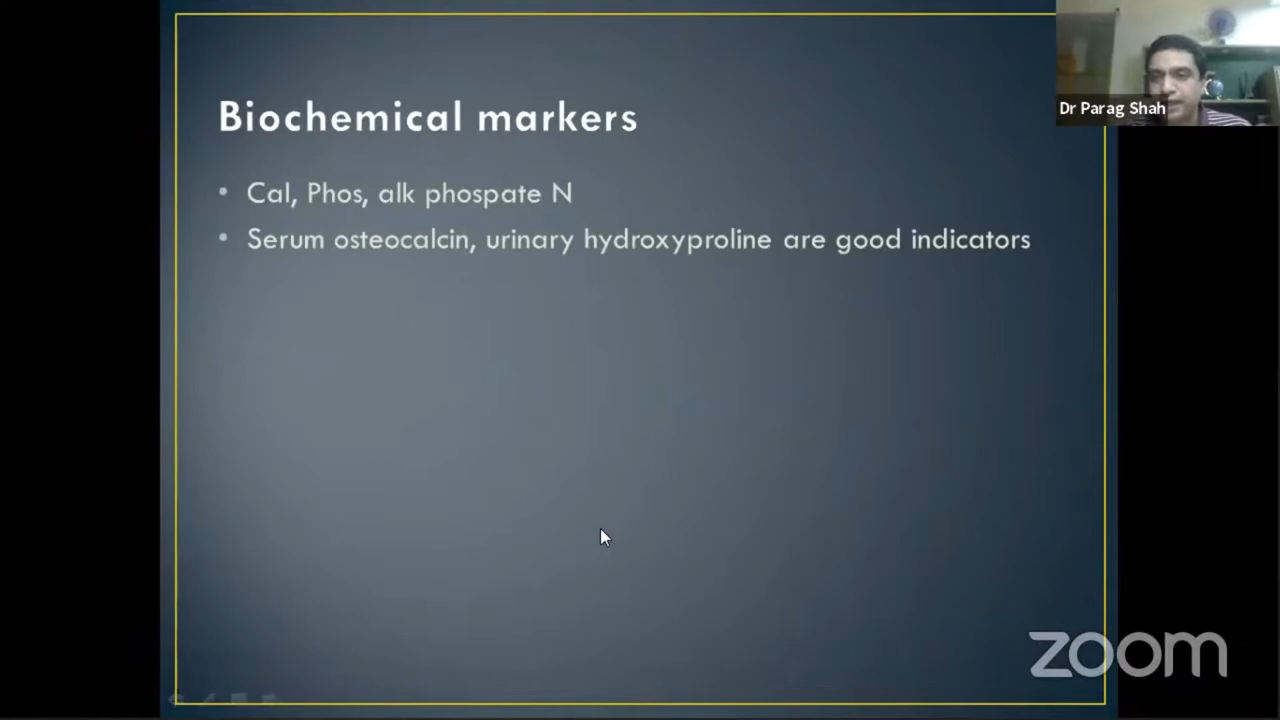 Biochemical markers
• Cal, Phos, alk phospate N
• Serum osteocalcin, urinary hydroxyproline are good indicators
Dr Parag Shah
zoom